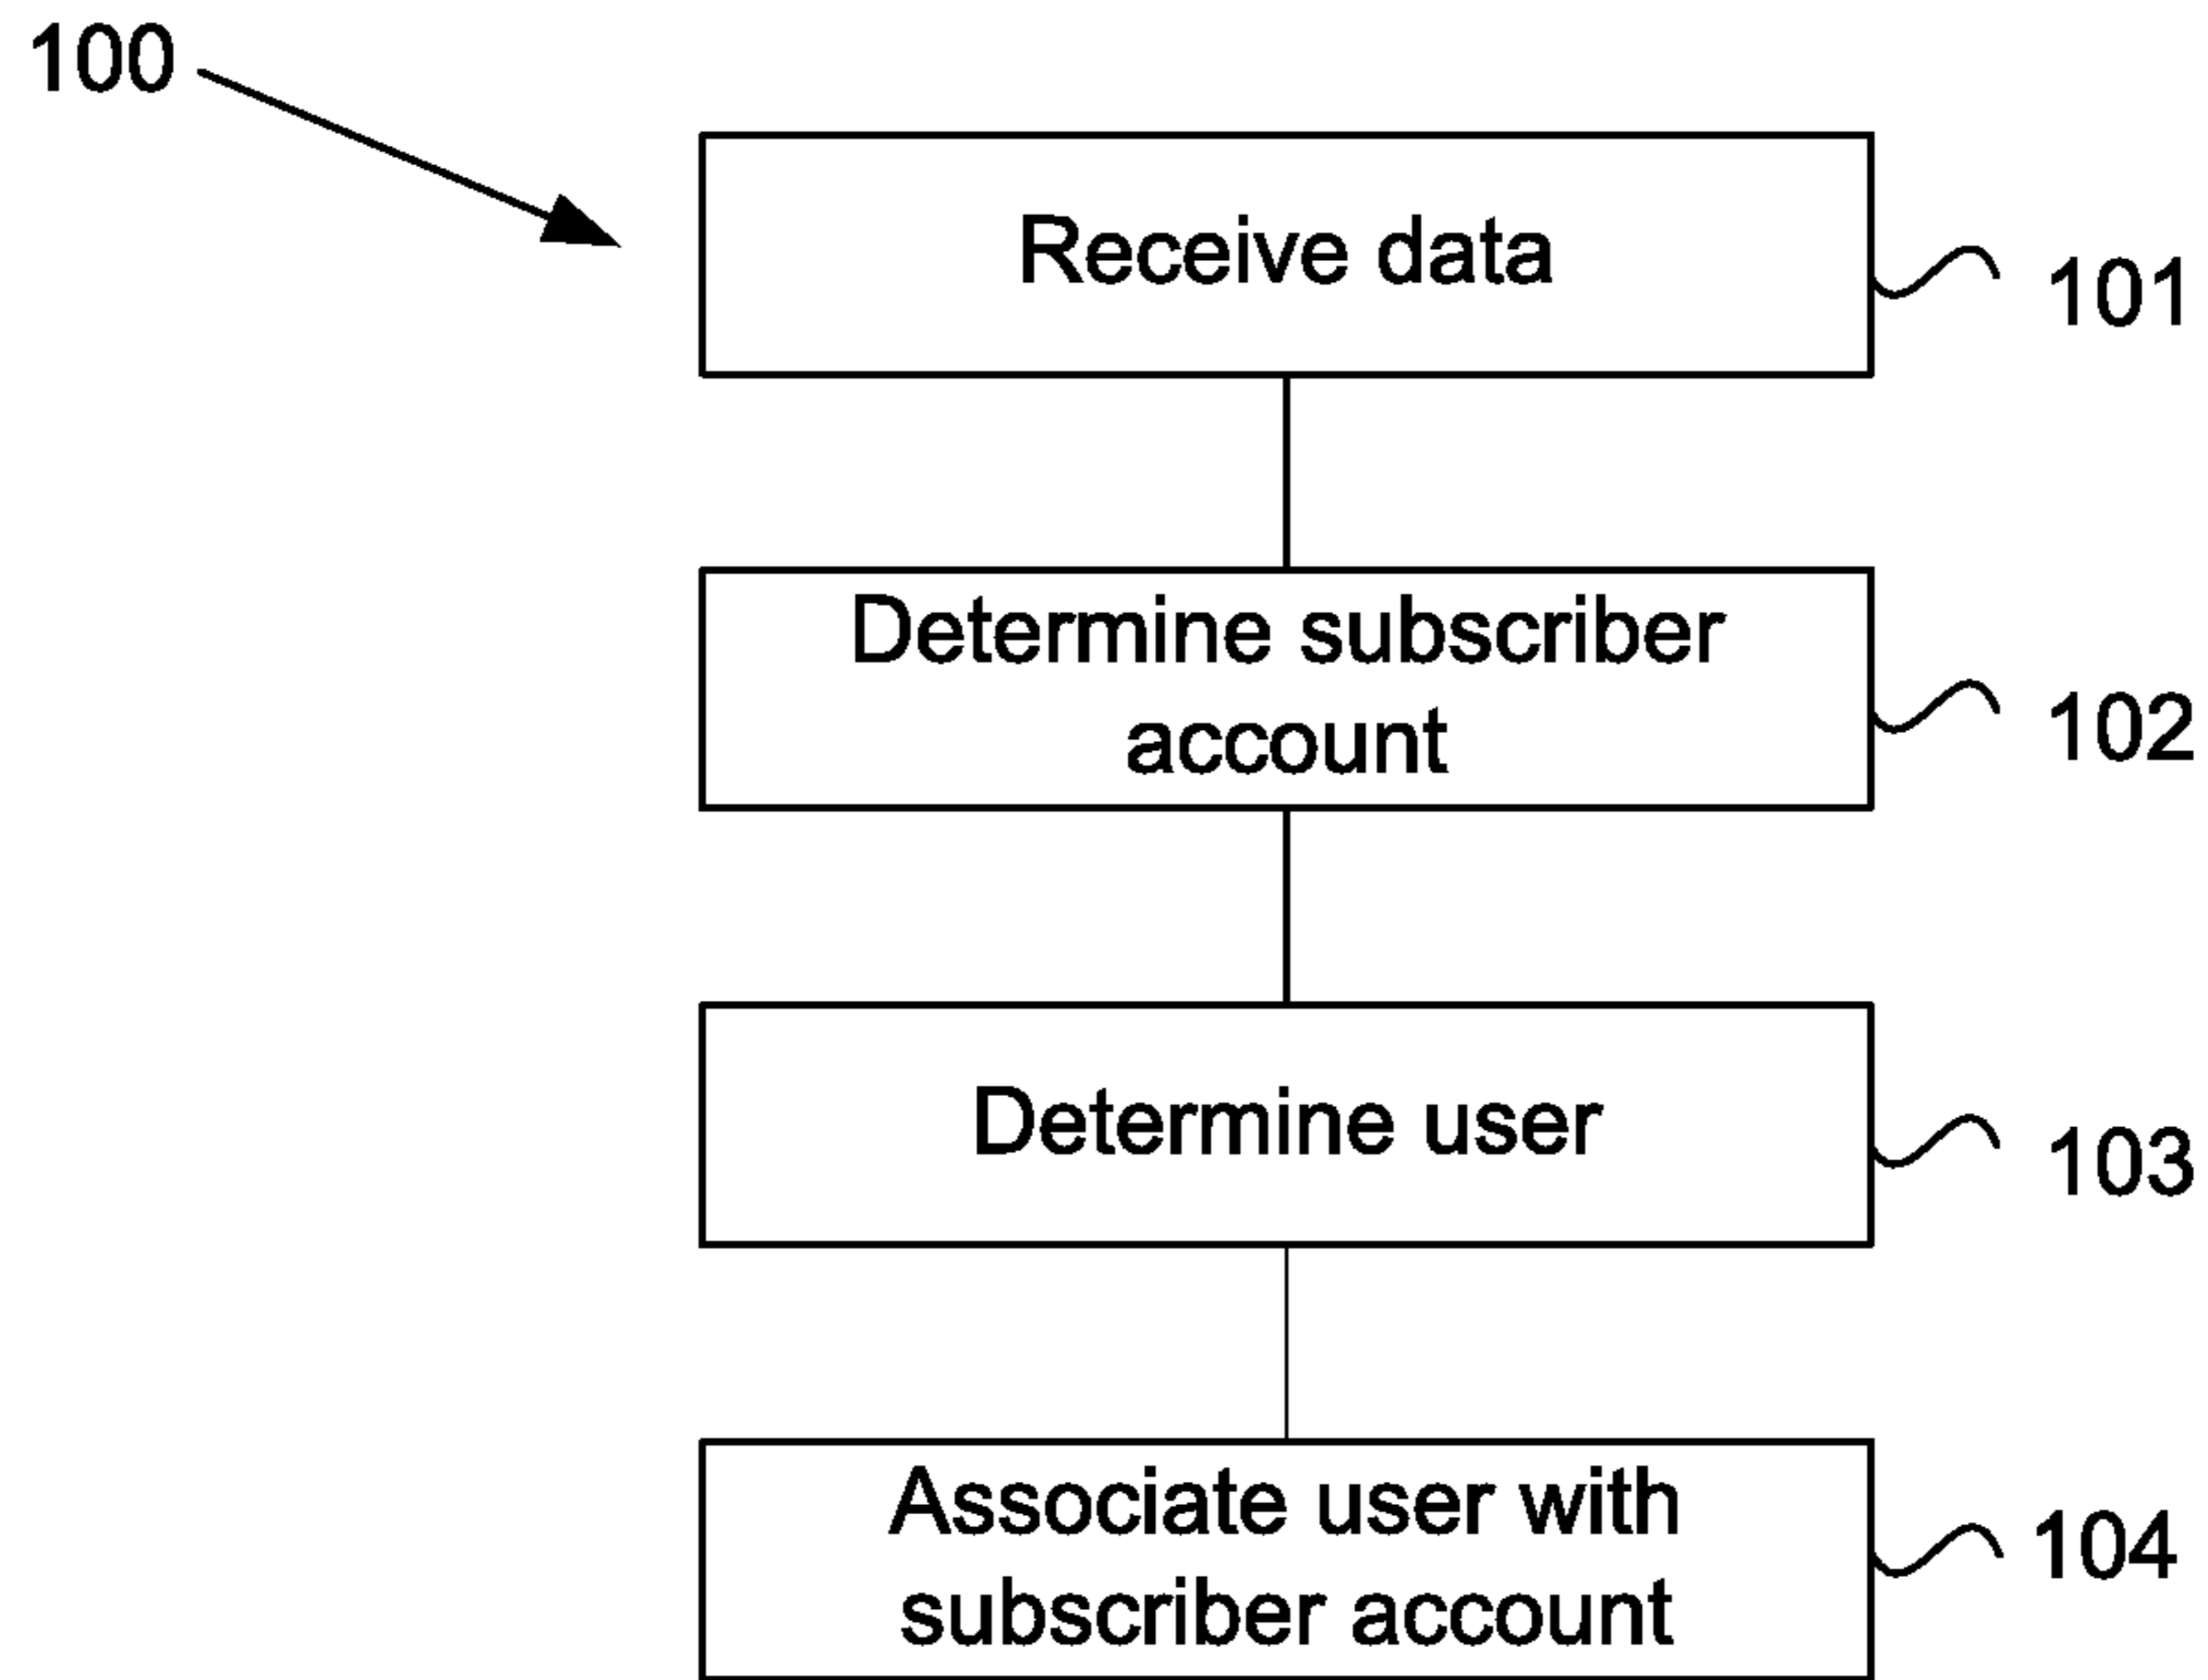 100
Receive data
101
Determine subscriber
account
102
Determine user
103
Associate user with
subscriber account
104